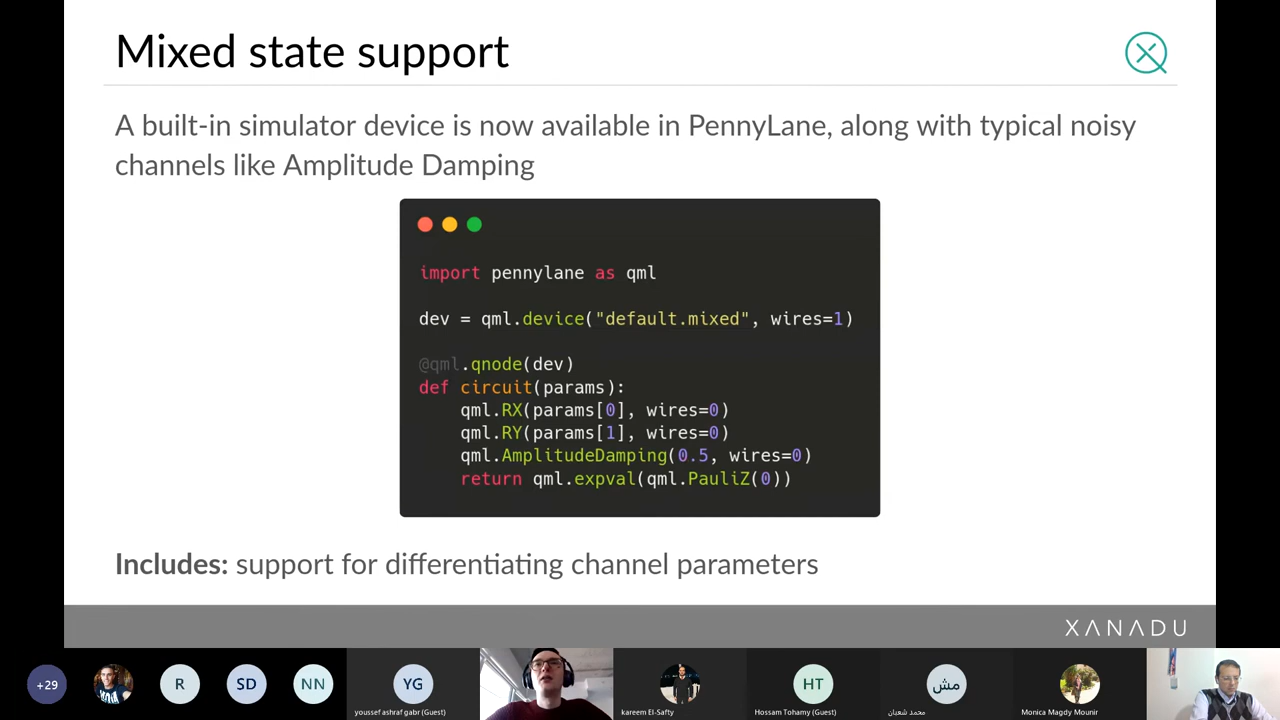 Mixed state support
A built-in simulator device is now available in PennyLane, along with typical noisy
channels like Amplitude Damping
import pennylane as qml
dev = qml.device("default.mixed", wires=1)
@qml.qnode(dev)
def circuit(params):
    qml.RX(params[0], wires=0)
    qml.RY(params[1], wires=0)
    qml.AmplitudeDamping(0.5, wires=0)
    return qml.expval(qml.PauliZ(0))
Includes: support for differentiating channel parameters
XANADU
+29
R
SD
NN
YG
HT
مش
youssef ashraf gabr (Guest)
kareem El-Safty
Hossam Tohamy (Guest)
محمد شعبان
Monica Magdy Mounir